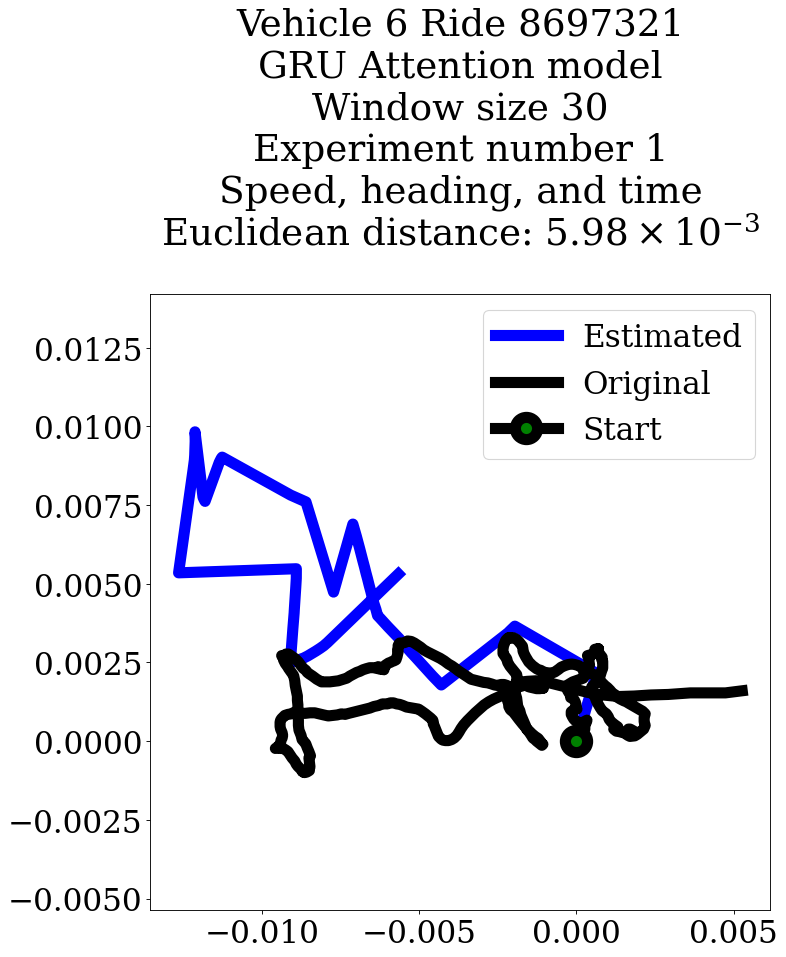 Vehicle 6 Ride 8697321
GRU Attention model
Window size 30
Experiment number 1
Speed, heading, and time
Euclidean distance: 5.98 × 10⁻³
Estimated
Original
Start
0.0125
0.0100
0.0075
0.0050
0.0025
0.0000
−0.0025
−0.0050
−0.010 −0.005 0.000 0.005